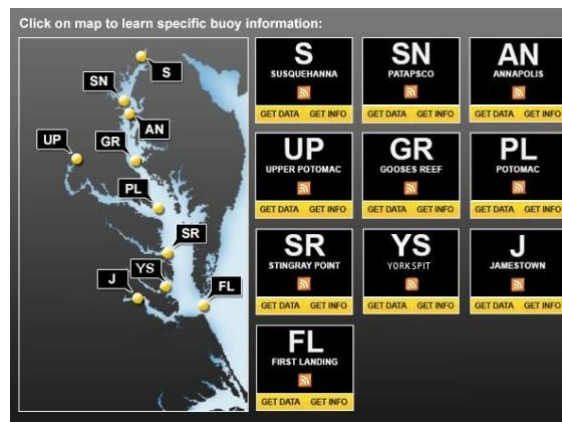 Click on map to learn specific buoy information:
S
SN
AN
UP
GR
PL
SR
YS
J
FL
S
SUSQUEHANNA
GET DATA GET INFO
SN
PATAPSCO
GET DATA GET INFO
AN
ANNAPOLIS
GET DATA GET INFO
UP
UPPER POTOMAC
GET DATA GET INFO
GR
GOOSES REEF
GET DATA GET INFO
PL
POTOMAC
GET DATA GET INFO
SR
STINGRAY POINT
GET DATA GET INFO
YS
YORKSPIT
GET DATA GET INFO
J
JAMESTOWN
GET DATA GET INFO
FL
FIRST LANDING
GET DATA GET INFO